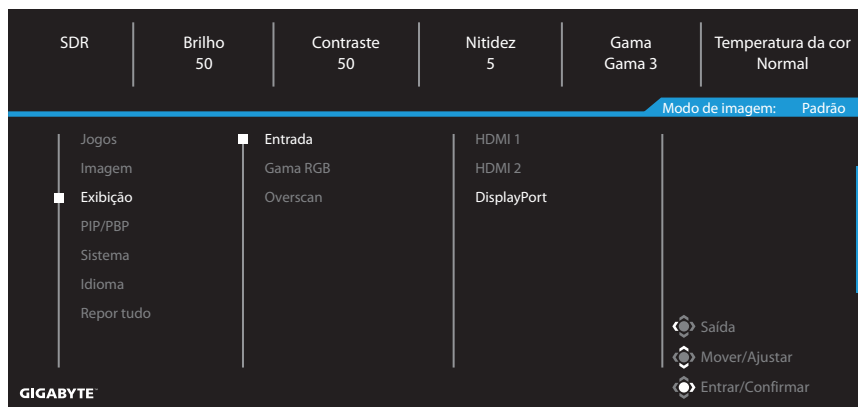 SDR
Brilho
50
Contraste
50
Nitidez
5
Gama
Gama 3
Temperatura da cor
Normal
Modo de imagem: Padrão
Jogos
Imagem
Exibição
PIP/PBP
Sistema
Idioma
Repor tudo
Entrada
Gama RGB
Overscan
HDMI 1
HDMI 2
DisplayPort
Saída
Mover/Ajustar
Entrar/Confirmar
GIGABYTE™